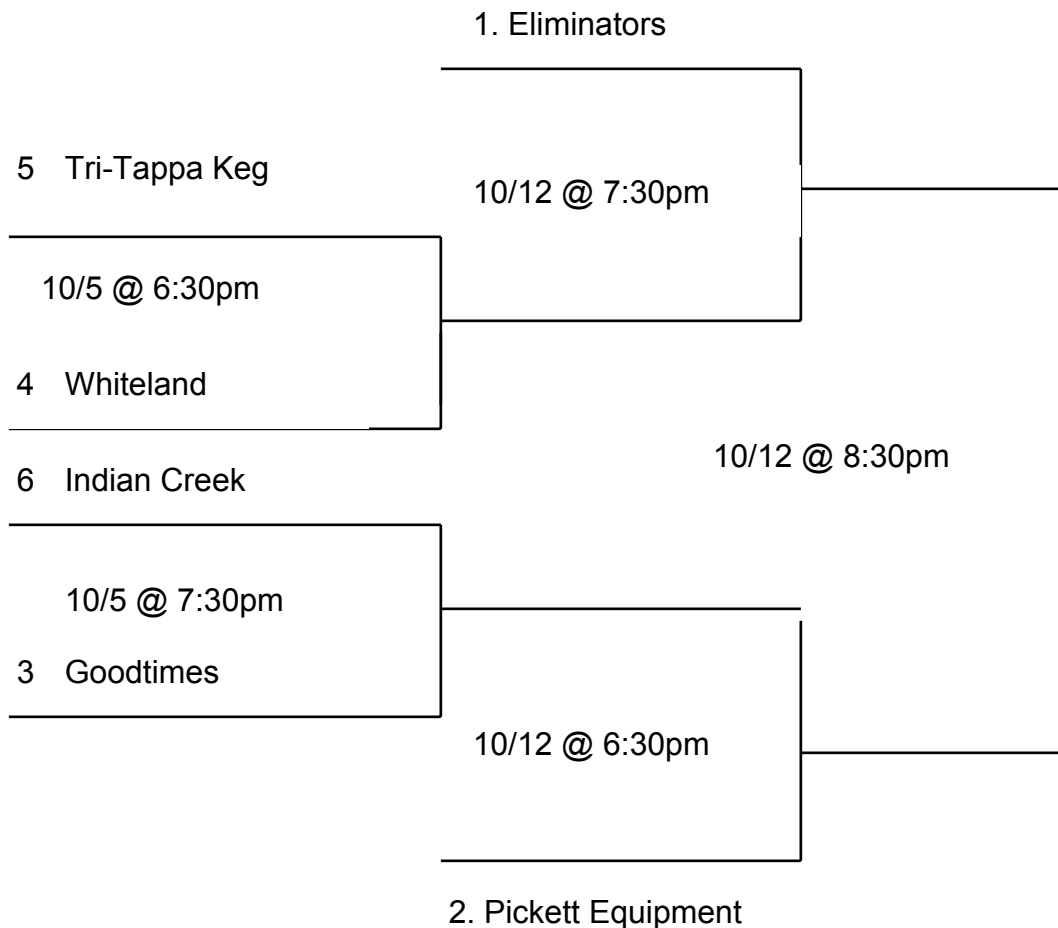 1. Eliminators
5 Tri-Tappa Keg
10/12 @ 7:30pm
10/5 @ 6:30pm
4 Whiteland
10/12 @ 8:30pm
6 Indian Creek
10/5 @ 7:30pm
3 Goodtimes
10/12 @ 6:30pm
2. Pickett Equipment